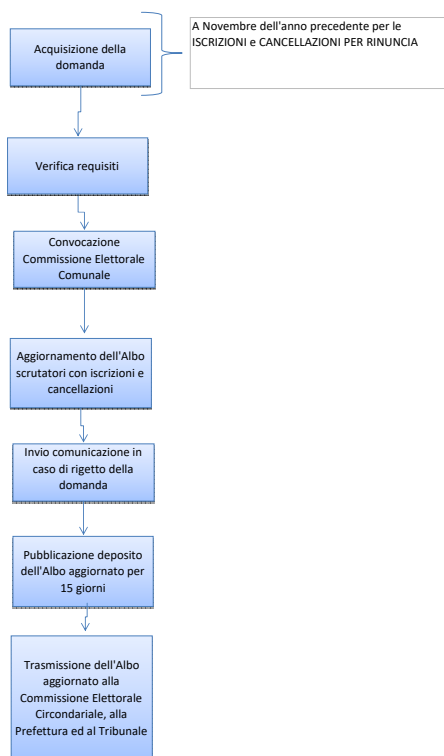 Acquisizione della
domanda
A Novembre dell'anno precedente per le
ISCRIZIONI e CANCELLAZIONI PER RINUNCIA
Verifica requisiti
Convocazione
Commissione Elettorale
Comunale
Aggiornamento dell'Albo
scrutatori con iscrizioni e
cancellazioni
Invio comunicazione in
caso di rigetto della
domanda
Pubblicazione deposito
dell'Albo aggiornato per
15 giorni
Trasmissione dell'Albo
aggiornato alla
Commissione Elettorale
Circondariale, alla
Prefettura ed al Tribunale